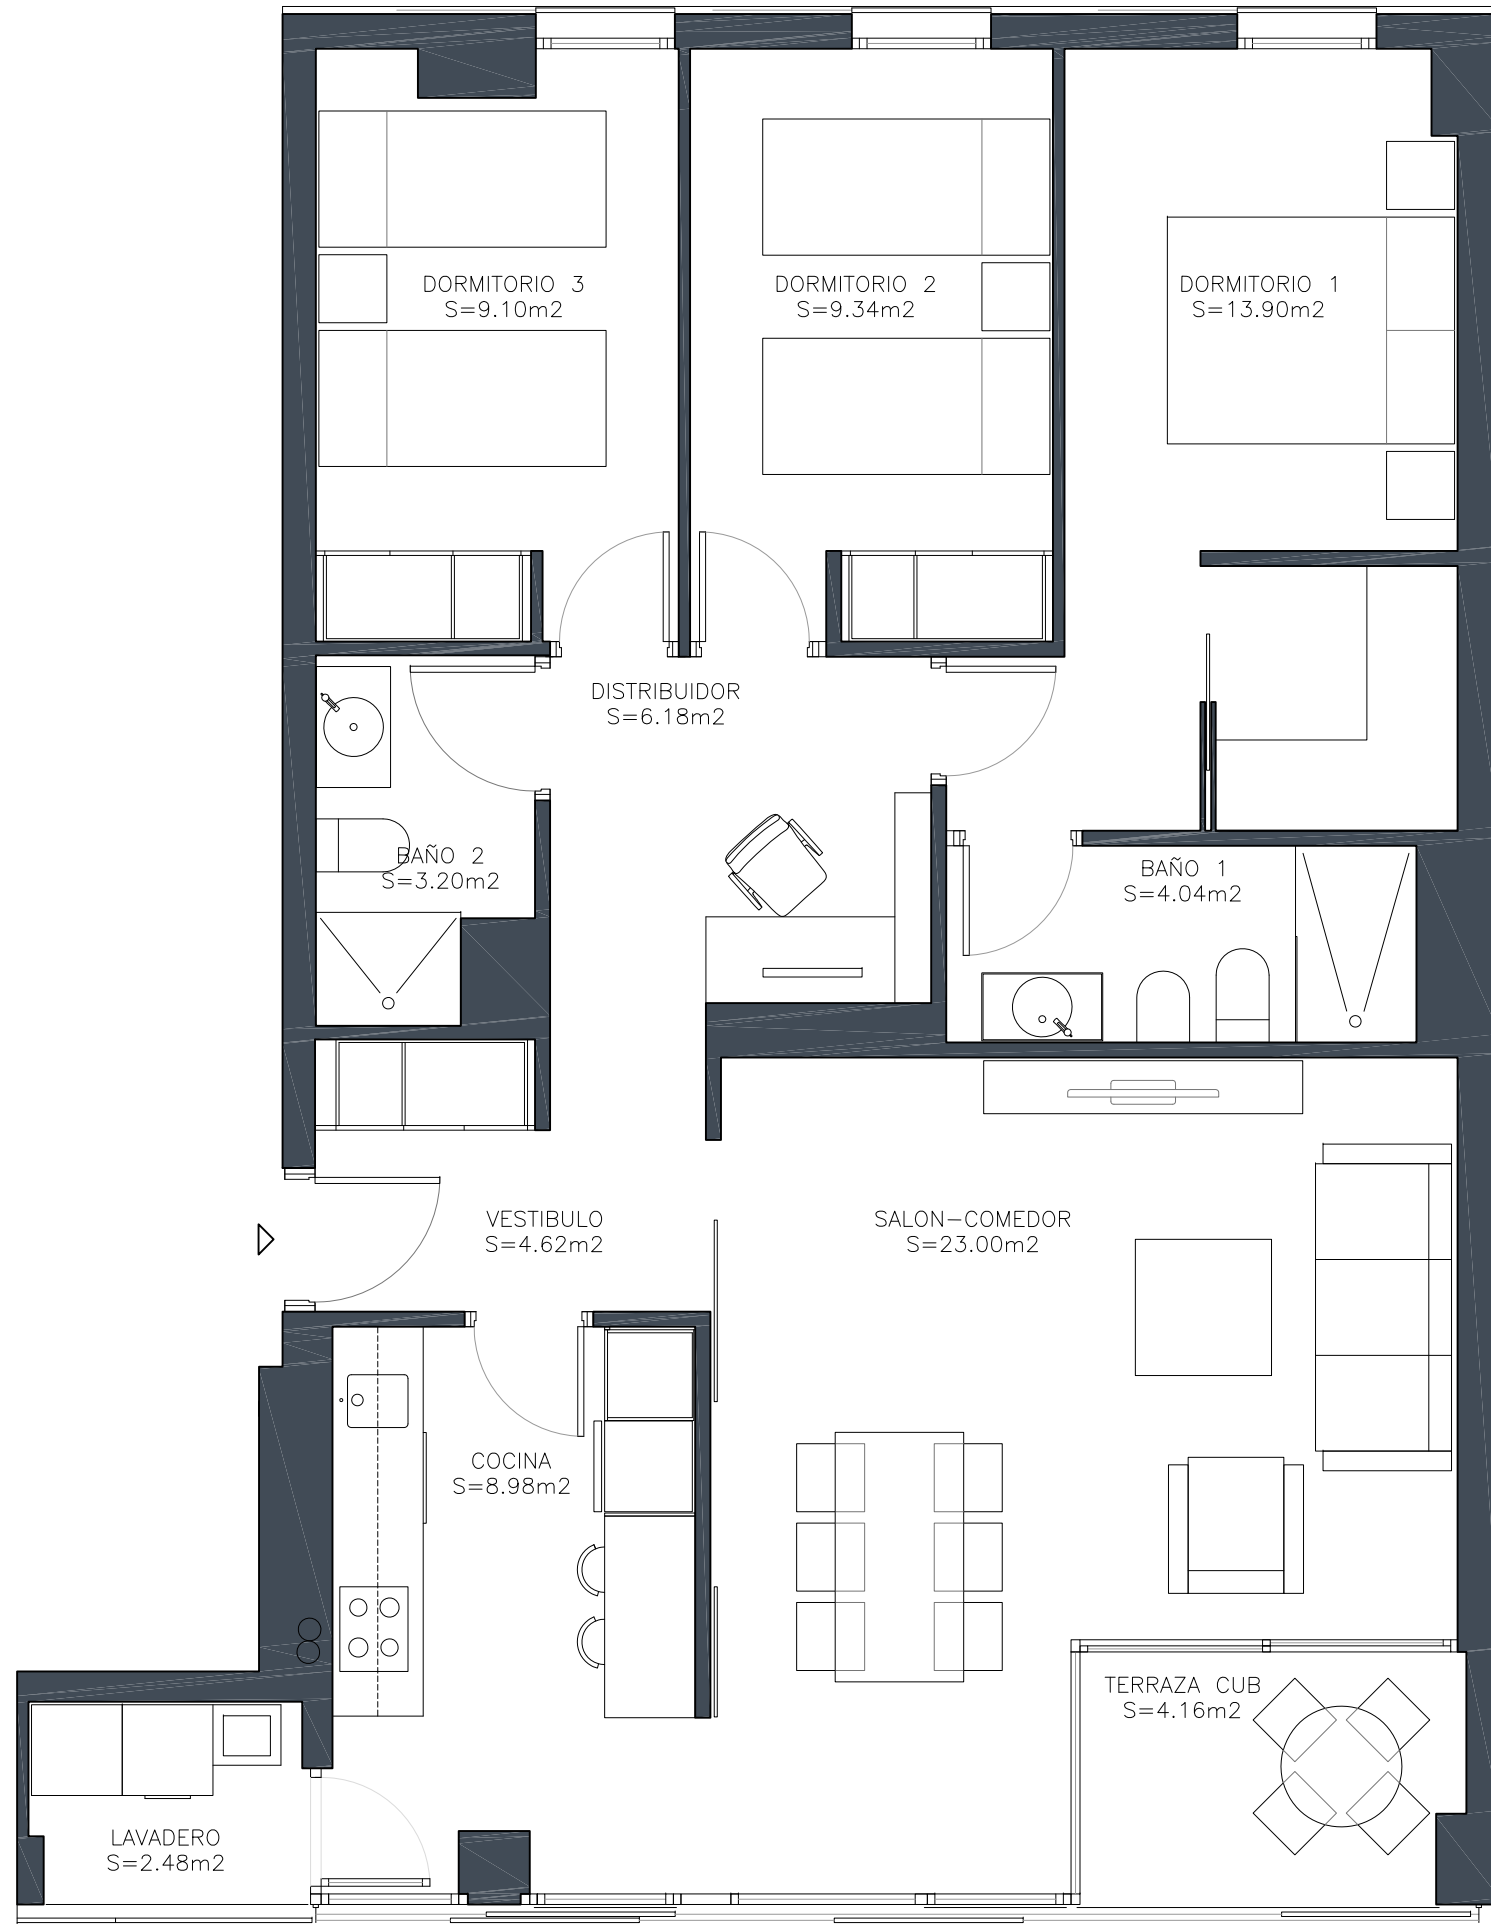 DORMITORIO 3
S=9.10m2
DORMITORIO 2
S=9.34m2
DORMITORIO 1
S=13.90m2
DISTRIBUIDOR
S=6.18m2
BAÑO 2
S=3.20m2
BAÑO 1
S=4.04m2
VESTIBULO
S=4.62m2
SALON-COMEDOR
S=23.00m2
COCINA
S=8.98m2
TERRAZA CUB
S=4.16m2
LAVADERO
S=2.48m2